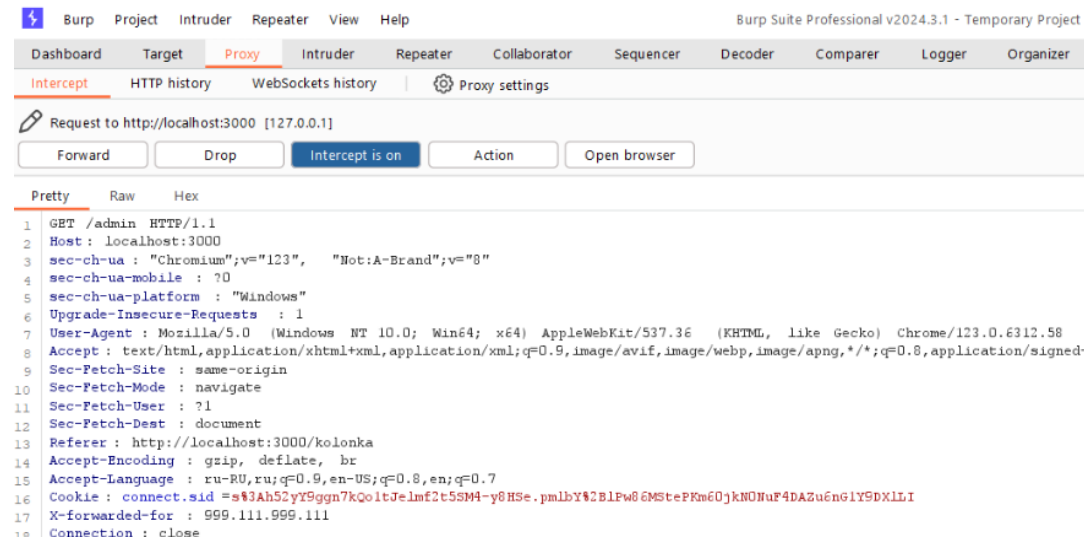 Burp Project Intruder Repeater View Help Burp Suite Professional v2024.3.1 - Temporary Project
Dashboard Target Proxy Intruder Repeater Collaborator Sequencer Decoder Comparer Logger Organizer
Intercept HTTP history WebSockets history Proxy settings
Request to http://localhost:3000 [127.0.0.1]
Forward Drop Intercept is on Action Open browser
Pretty Raw Hex
1 GET /admin HTTP/1.1
2 Host : localhost:3000
3 sec-ch-ua : "Chromium";v="123", "Not:A-Brand";v="8"
4 sec-ch-ua-mobile : ?0
5 sec-ch-ua-platform : "Windows"
6 Upgrade-Insecure-Requests : 1
7 User-Agent : Mozilla/5.0 (Windows NT 10.0; Win64; x64) AppleWebKit/537.36 (KHTML, like Gecko) Chrome/123.0.6312.58
8 Accept : text/html,application/xhtml+xml,application/xml;q=0.9,image/avif,image/webp,image/apng,*/*;q=0.8,application/signed-
9 Sec-Fetch-Site : same-origin
10 Sec-Fetch-Mode : navigate
11 Sec-Fetch-User : ?1
12 Sec-Fetch-Dest : document
13 Referer : http://localhost:3000/kolonka
14 Accept-Encoding : gzip, deflate, br
15 Accept-Language : ru-RU,ru;q=0.9,en-US;q=0.8,en;q=0.7
16 Cookie : connect.sid =s%3Ah52yY9ggn7kQo1tJelmf2t5SM4-y8HSe.pmlbY%2BlPw86MStePKm60jkN0NuF4DAZu6nG1Y9DXlLI
17 X-forwarded-for : 999.111.999.111
18 Connection : close